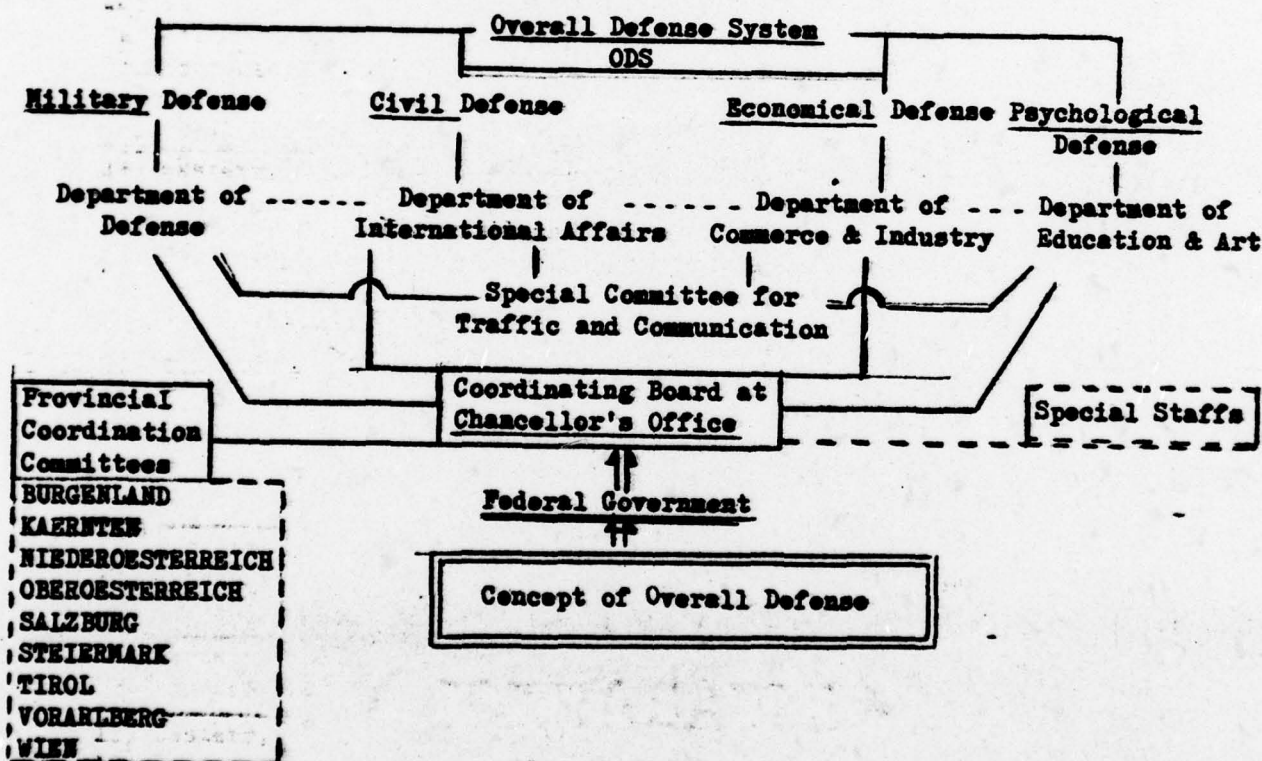 Overall Defense System
ODS
Military Defense
Civil Defense
Economical Defense
Psychological
Defense
Department of
Defense
Department of
International Affairs
Department of
Commerce & Industry
Department of
Education & Art
Special Committee for
Traffic and Communication
Coordinating Board at
Chancellor's Office
Provincial
Coordination
Committees
BURGENLAND
KAERNTEN
NIEDEROESTERREICH
OBEROESTERREICH
SALZBURG
STEIERMARK
TIROL
VORARLBERG
WIEN
Special Staffs
Federal Government
Concept of Overall Defense